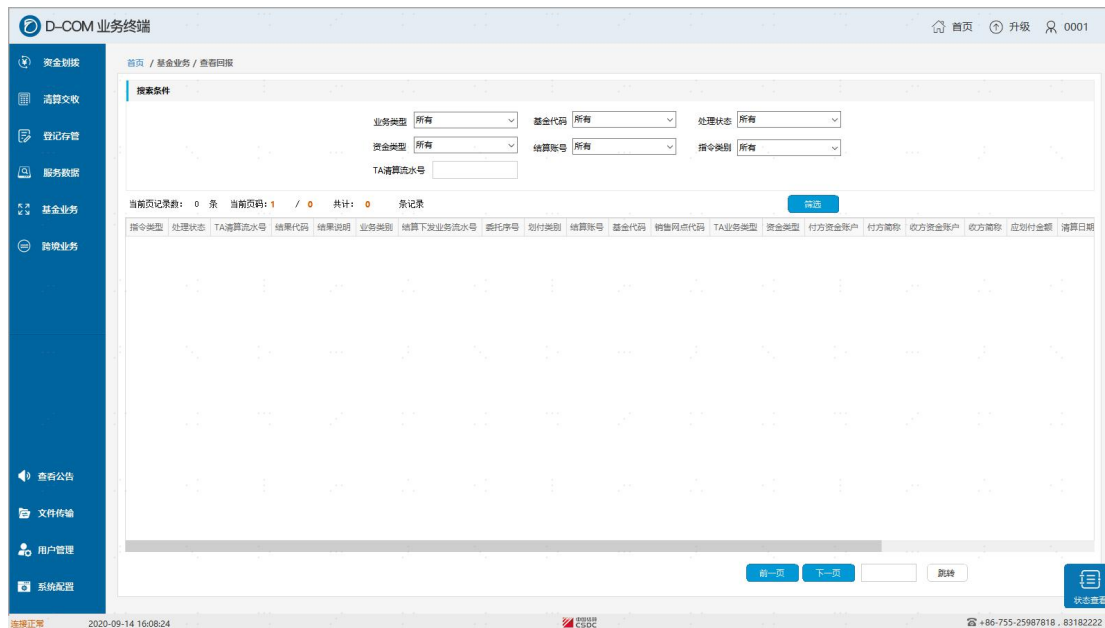 D-COM 业务终端 首页 升级 0001
资金划拨
清算交收
登记存管
服务数据
基金业务
跨境业务
查看公告
文件传输
用户管理
系统配置
首页 / 基金业务 / 查看回报
搜索条件
业务类型 所有 基金代码 所有 处理状态 所有
资金类型 所有 结算账号 所有 指令类别 所有
TA清算流水号
当前页记录数: 0 条 当前页码: 1 / 0 共计: 0 条记录 筛选
指令类型 处理状态 TA清算流水号 结果代码 结果说明 业务类别 结算下发业务流水号 委托序号 划付类别 结算账号 基金代码 销售网点代码 TA业务类型 资金类型 付方资金账户 付方简称 收方资金账户 收方简称 应划付金额 清算日期
前一页 下一页 跳转
状态查看
连接正常 2020-09-14 16:08:24 中国结算 CSDC +86-755-25987818 , 83182222